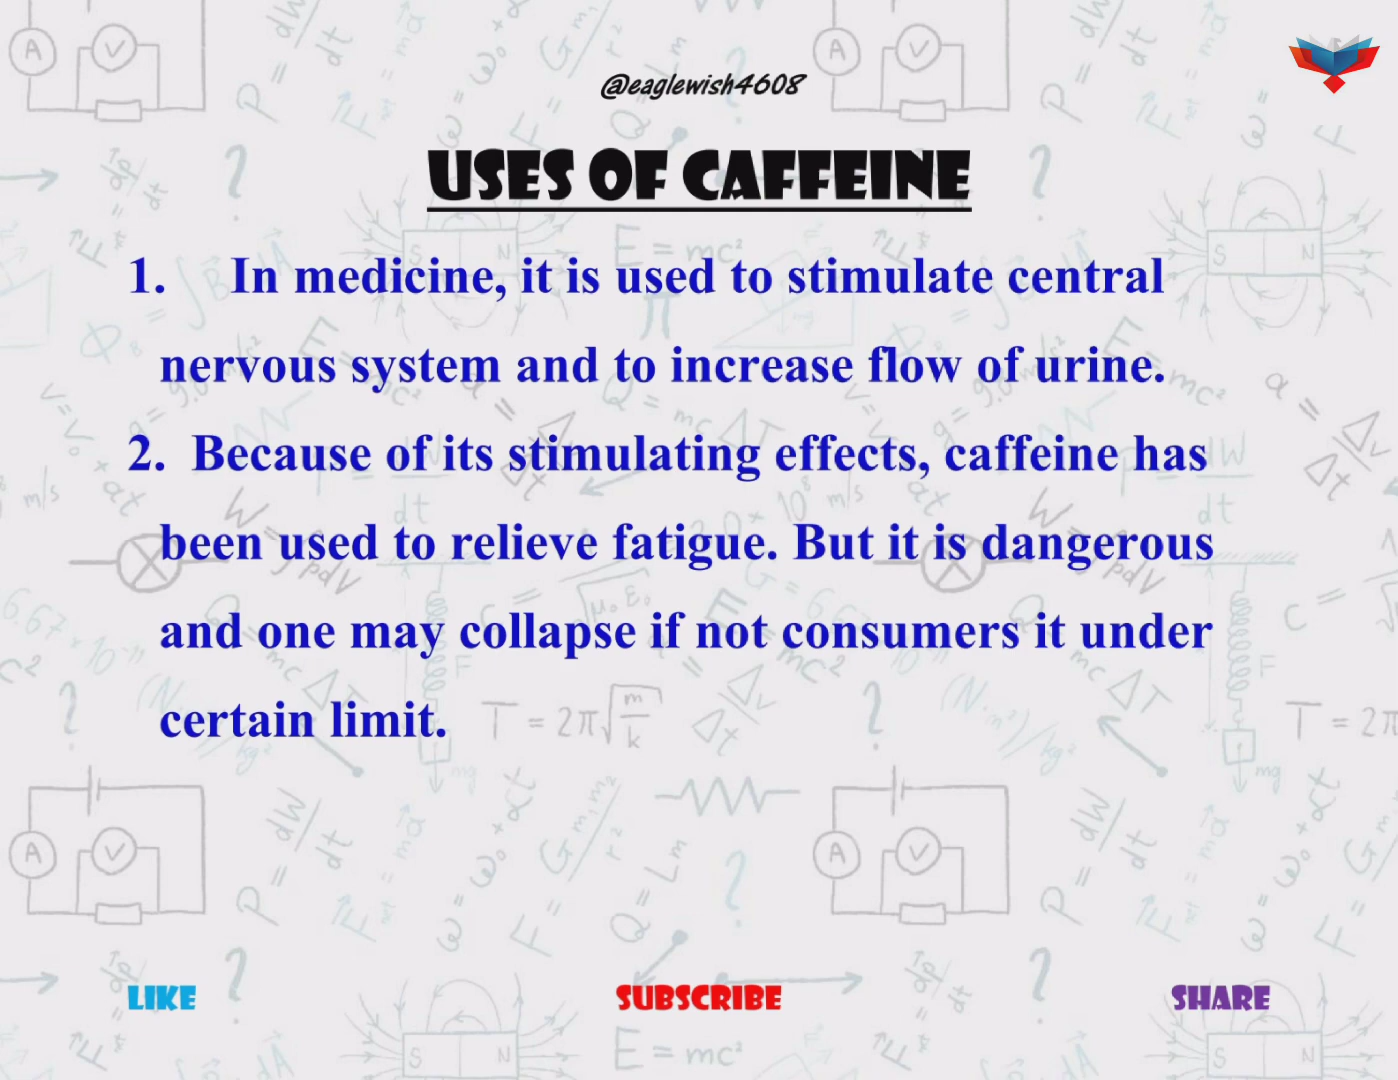 @eaglewish4608
USES OF CAFFEINE
1. In medicine, it is used to stimulate central
nervous system and to increase flow of urine.
2. Because of its stimulating effects, caffeine has
been used to relieve fatigue. But it is dangerous
and one may collapse if not consumers it under
certain limit.
LIKE SUBSCRIBE SHARE